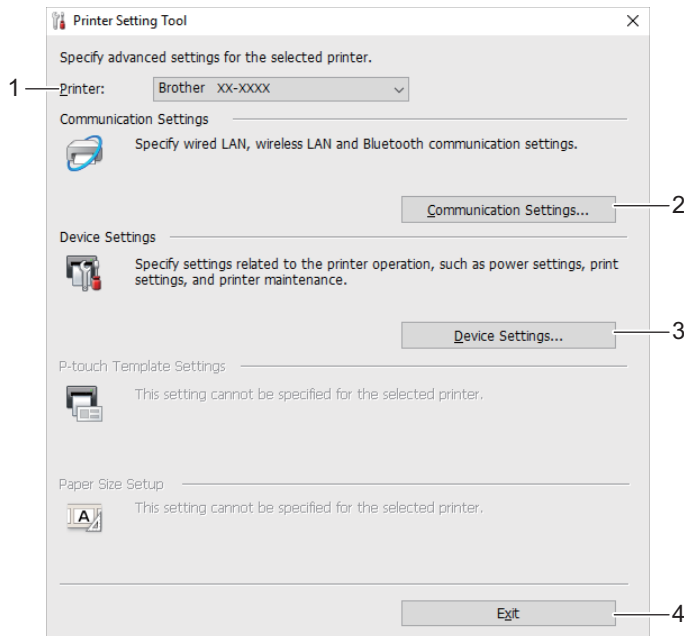 Printer Setting Tool
Specify advanced settings for the selected printer.
1 Printer: Brother XX-XXXX
Communication Settings
Specify wired LAN, wireless LAN and Bluetooth communication settings.
Communication Settings... 2
Device Settings
Specify settings related to the printer operation, such as power settings, print
settings, and printer maintenance.
Device Settings... 3
P-touch Template Settings
This setting cannot be specified for the selected printer.
Paper Size Setup
This setting cannot be specified for the selected printer.
A
Exit 4